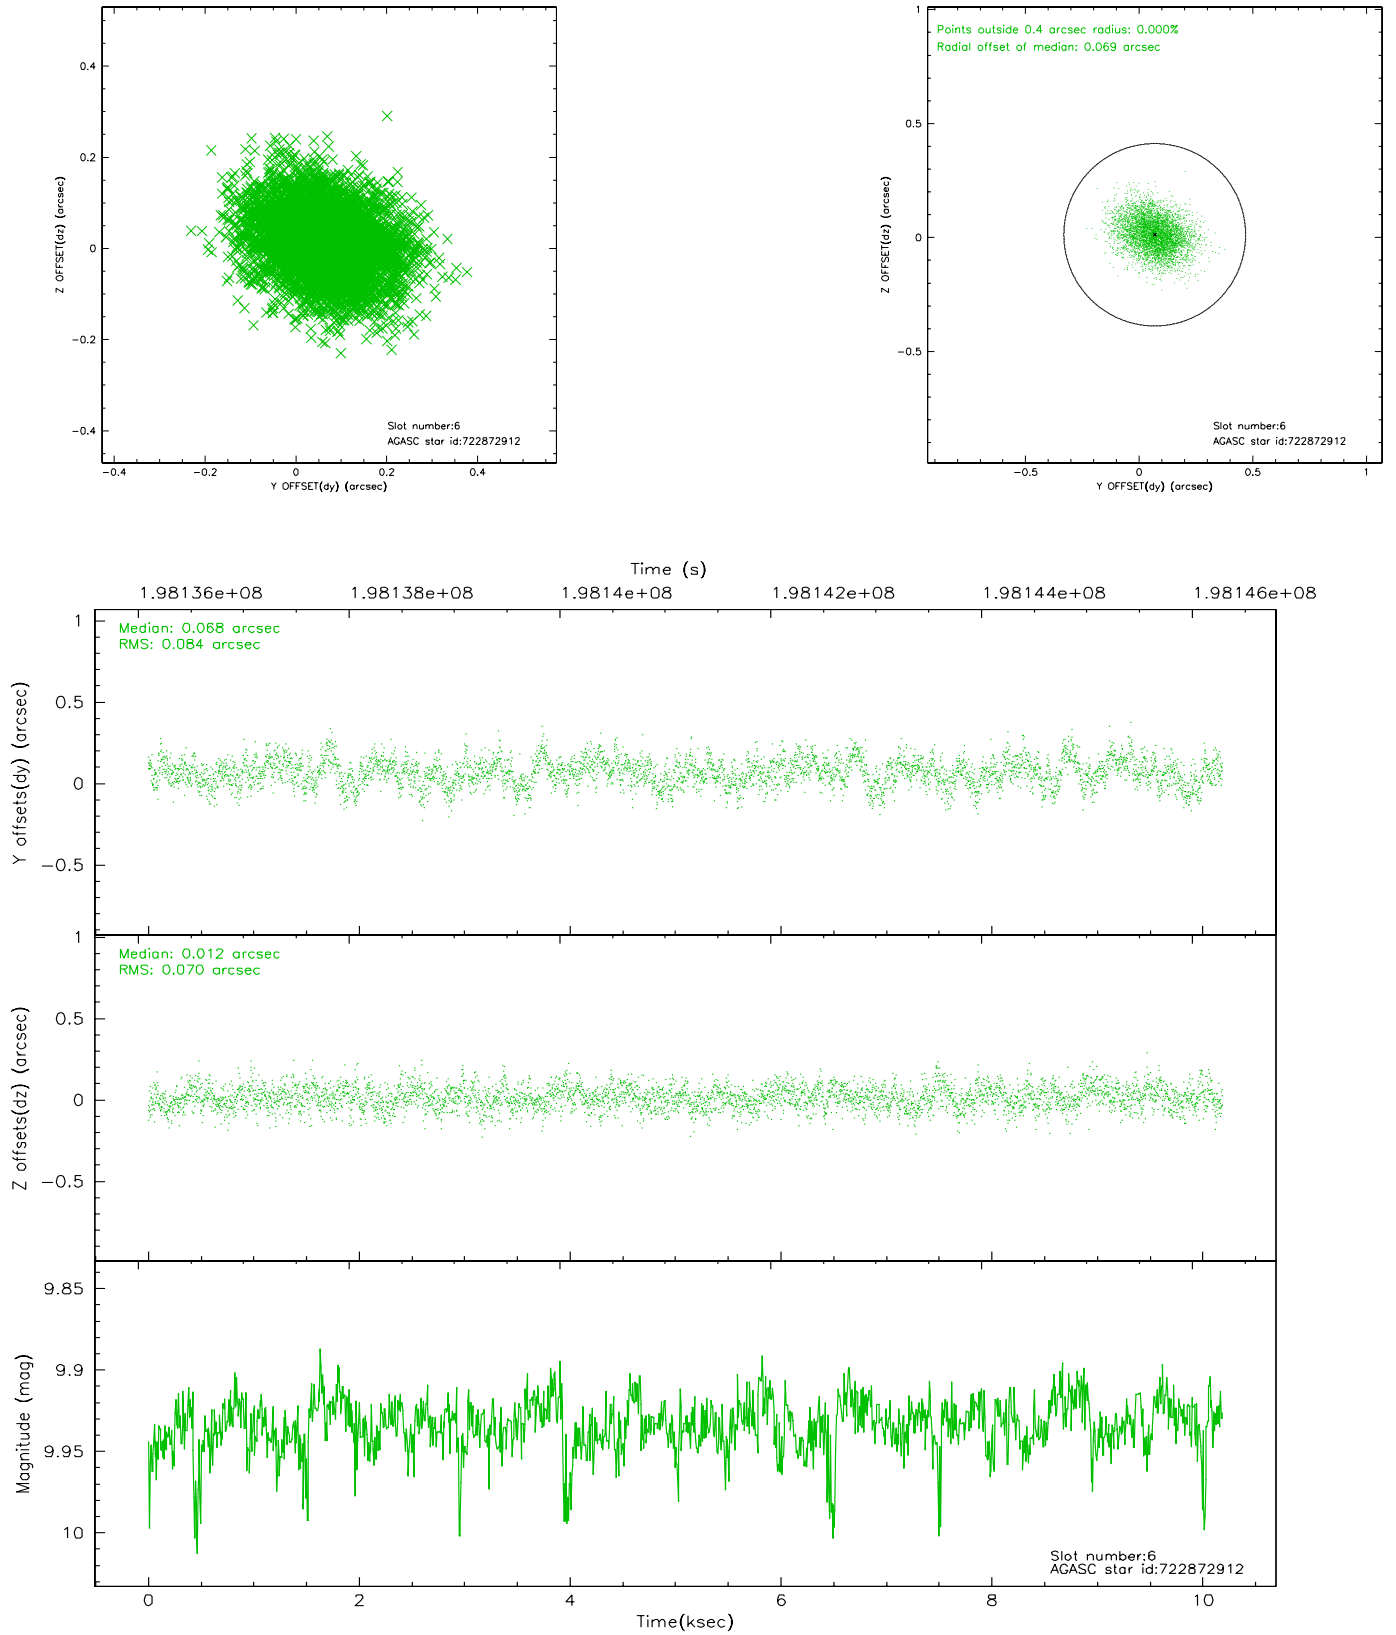 0.4
0.2
0
−0.2
−0.4
Z OFFSET(dz) (arcsec)
Slot number:6
AGASC star id:722872912
−0.4 −0.2 0 0.2 0.4
Y OFFSET(dy) (arcsec)
Points outside 0.4 arcsec radius: 0.000%
Radial offset of median: 0.069 arcsec
1
0.5
0
−0.5
Z OFFSET(dz) (arcsec)
Slot number:6
AGASC star id:722872912
−0.5 0 0.5 1
Y OFFSET(dy) (arcsec)
Time (s)
1.98136e+08 1.98138e+08 1.9814e+08 1.98142e+08 1.98144e+08 1.98146e+08
Median: 0.068 arcsec
RMS: 0.084 arcsec
1
0.5
0
−0.5
Y offsets(dy) (arcsec)
Median: 0.012 arcsec
RMS: 0.070 arcsec
1
0.5
0
−0.5
Z offsets(dz) (arcsec)
9.85
9.9
9.95
10
Magnitude (mag)
Slot number:6
AGASC star id:722872912
0 2 4 6 8 10
Time(ksec)